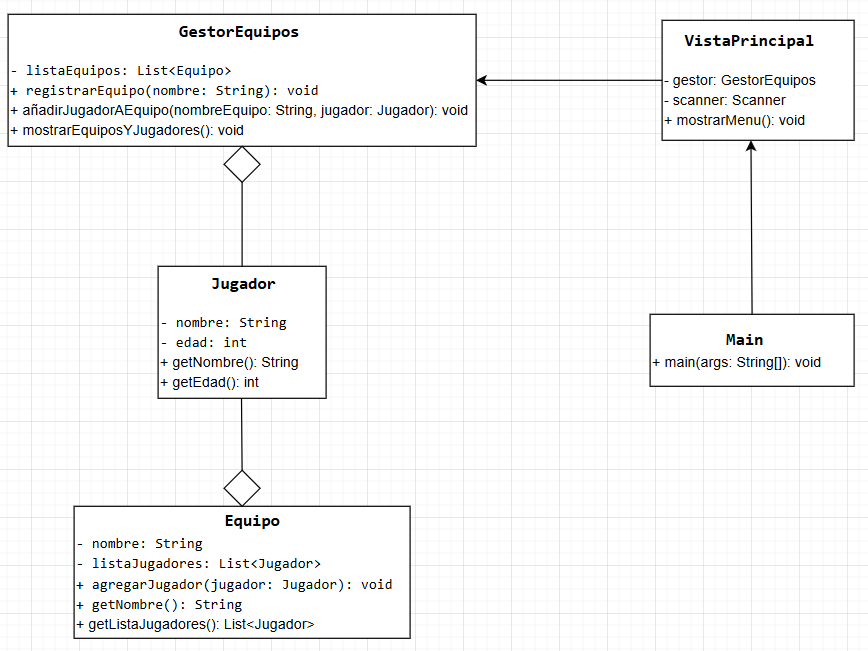 GestorEquipos
- listaEquipos: List<Equipo>
+ registrarEquipo(nombre: String): void
+ añadirJugadorAEquipo(nombreEquipo: String, jugador: Jugador): void
+ mostrarEquiposYJugadores(): void
VistaPrincipal
- gestor: GestorEquipos
- scanner: Scanner
+ mostrarMenu(): void
Jugador
- nombre: String
- edad: int
+ getNombre(): String
+ getEdad(): int
Main
+ main(args: String[]): void
Equipo
- nombre: String
- listaJugadores: List<Jugador>
+ agregarJugador(jugador: Jugador): void
+ getNombre(): String
+ getListaJugadores(): List<Jugador>